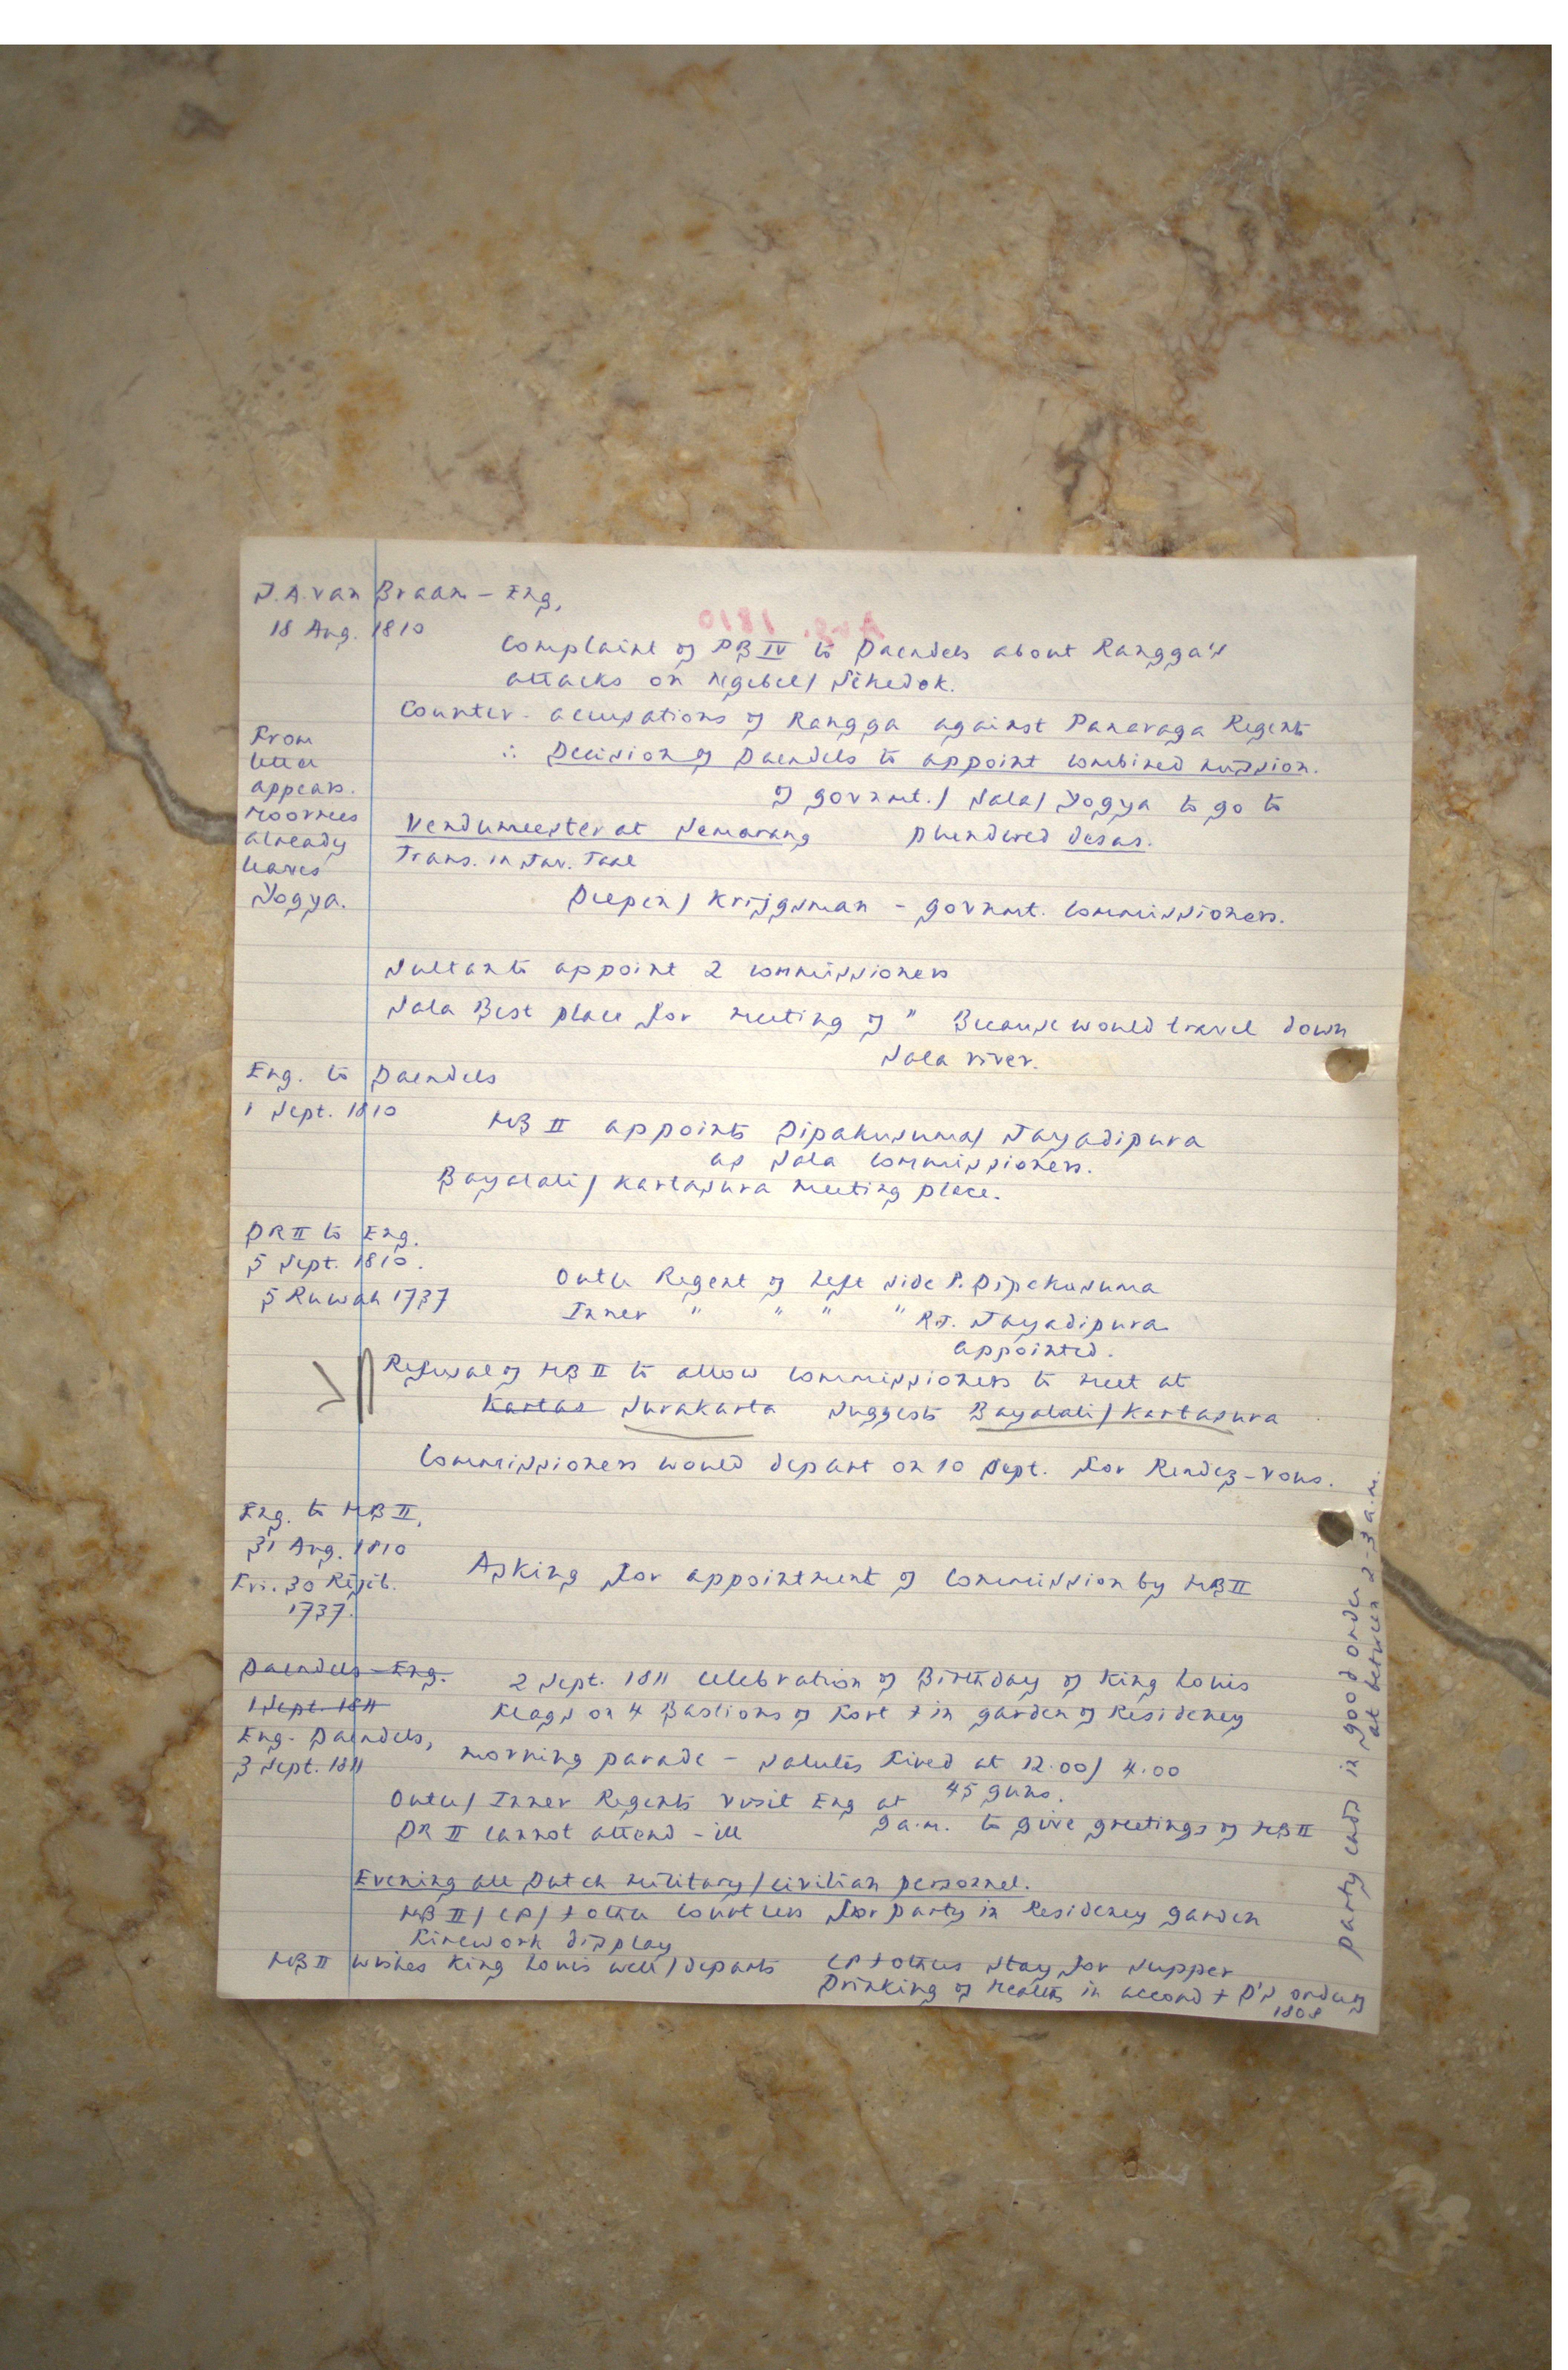 J.A. van Braam - Eng,
18 Aug. 1810
Complaint of PB IV to Daendels about Rangga's
attacks on Ngebel/Sekedok.
Counter-accusations of Rangga against Panaraga Regents
∴ Decision of Daendels to appoint combined mission.
of govnmt./Sala/Yogya to go to
plundered desas.
From
letter
appears.
Moorrees
already
leaves
Yogya.
Vendumeester at Semarang
Trans. in Jav. Taal
Diepen/Krijgsman - govnmt. Commissioners.
Sultan to appoint 2 commissioners
Sala Best place for meeting of " Because would travel down
Sala river.
Eng. to Daendels
1 Sept. 1810
HB II appoints Dipakusuma/Jayadipura
as Sala Commissioners.
Bayalali/Kartasura meeting place.
DR II to Eng.
5 Sept. 1810.
5 Ruwah 1737
Outer Regent of Left side P. Dipakusuma
Inner " " " RT. Jayadipura
appointed.
Refusal of HB II to allow Commissioners to meet at
Kartas Surakarta suggests Bayalali/Kartasura
Commissioners would depart on 10 Sept. for Rendez-vous.
Eng. to HB II,
31 Aug. 1810
Fri. 30 Rejeb.
1737.
Asking for appointment of Commission by HB II
Daendels - Eng.
1 Sept. 1811
Eng. Daendels,
3 Sept. 1811
2 Sept. 1811 celebration of Birthday of King Louis
Flags on 4 Bastions of Fort + in garden of Residency
morning parade - salutes fired at 12.00/4.00
45 guns.
Outer/Inner Regents visit Eng at
9 a.m. to give greetings of HB II
DR II cannot attend - ill
Evening all Dutch military/civilian personnel.
HB II/CP/+ other courtiers for party in Residency garden
Firework display
HB II wishes King Louis well/departs
CP + others stay for supper
Drinking of Healths in accord + D's order of
1808
party ends in good order
at between 2-3 a.m.